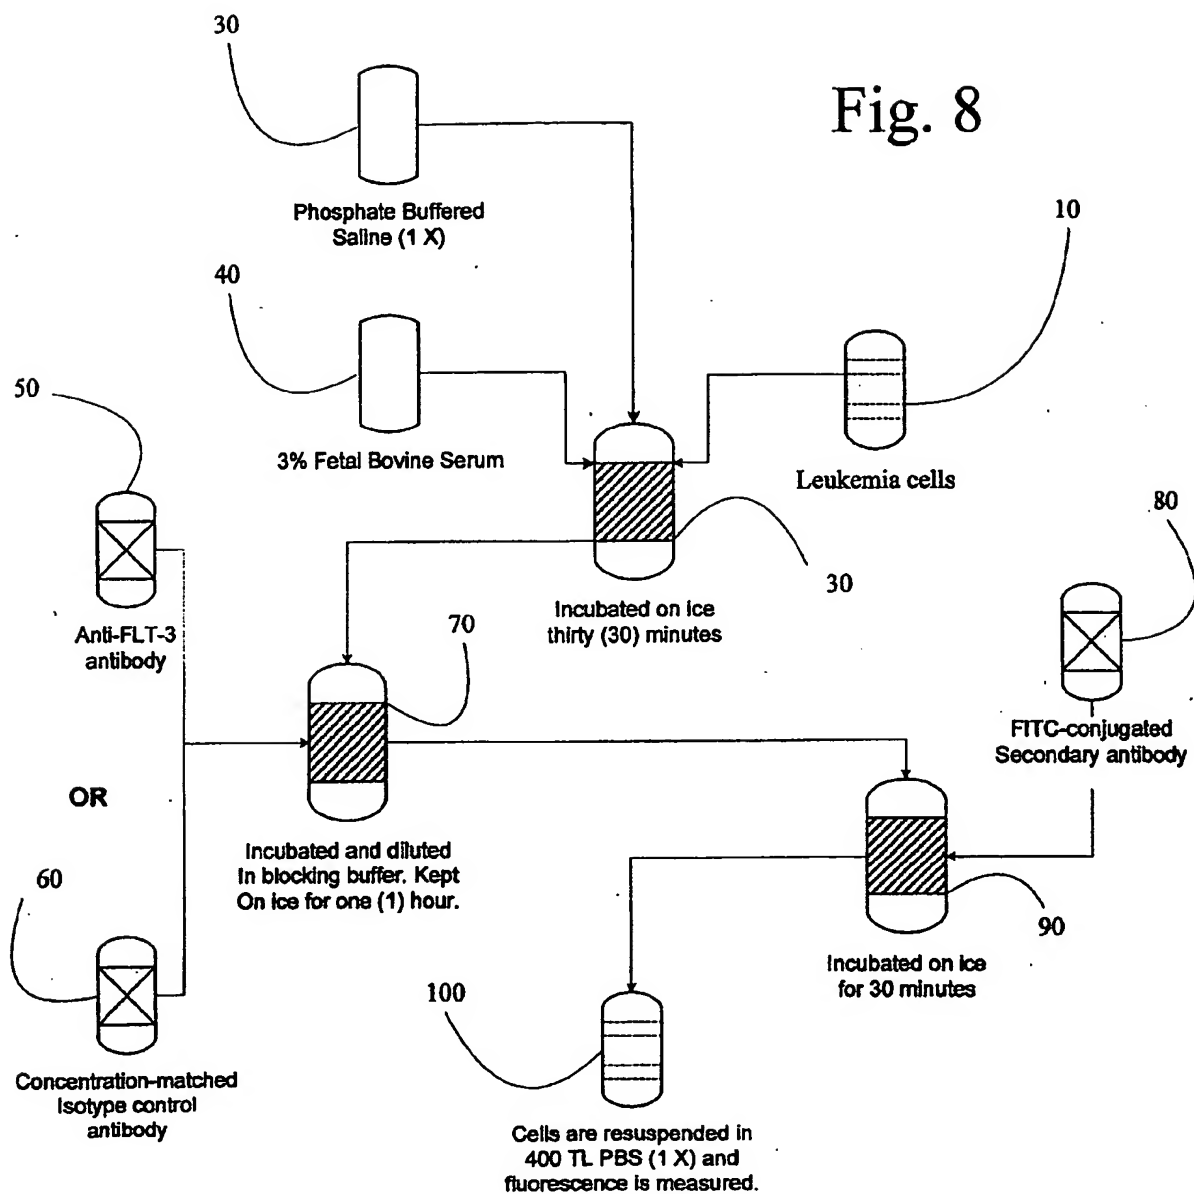 30
Fig. 8
Phosphate Buffered
Saline (1 X)
10
40
50
3% Fetal Bovine Serum
Leukemia cells
80
30
Anti-FLT-3
antibody
Incubated on ice
thirty (30) minutes
70
FITC-conjugated
Secondary antibody
OR
Incubated and diluted
In blocking buffer. Kept
On ice for one (1) hour.
60
90
Incubated on ice
for 30 minutes
100
Concentration-matched
Isotype control
antibody
Cells are resuspended in
400 TL PBS (1 X) and
fluorescence is measured.